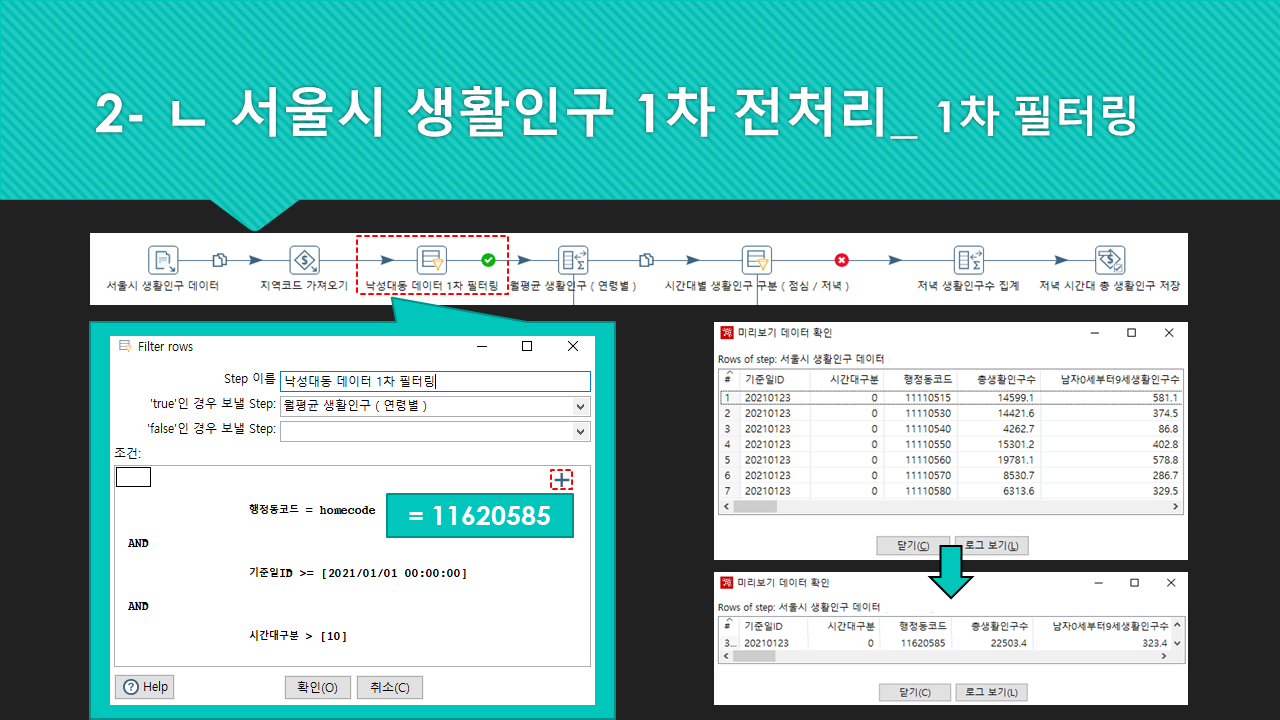 2- ㄴ 서울시 생활인구 1차 전처리_ 1차 필터링
서울시 생활인구 데이터
지역코드 가져오기
낙성대동 데이터 1차 필터링
월평균 생활인구 ( 연령별 )
시간대별 생활인구 구분 ( 점심 / 저녁 )
저녁 생활인구수 집계
저녁 시간대 총 생활인구 저장
Filter rows
Step 이름 낙성대동 데이터 1차 필터링
'true'인 경우 보낼 Step: 월평균 생활인구 ( 연령별 )
'false'인 경우 보낼 Step:
조건:
행정동코드 = homecode
= 11620585
AND
기준일ID >= [2021/01/01 00:00:00]
AND
시간대구분 > [10]
Help 확인(O) 취소(C)
미리보기 데이터 확인
Rows of step: 서울시 생활인구 데이터
# 기준일ID 시간대구분 행정동코드 총생활인구수 남자0세부터9세생활인구수
1 20210123 0 11110515 14599.1 581.1
2 20210123 0 11110530 14421.6 374.5
3 20210123 0 11110540 4262.7 86.8
4 20210123 0 11110550 15301.2 402.8
5 20210123 0 11110560 19781.1 578.8
6 20210123 0 11110570 8530.7 286.7
7 20210123 0 11110580 6313.6 329.5
닫기(C) 로그 보기(L)
미리보기 데이터 확인
Rows of step: 서울시 생활인구 데이터
# 기준일ID 시간대구분 행정동코드 총생활인구수 남자0세부터9세생활인구수
3... 20210123 0 11620585 22503.4 323.4
닫기(C) 로그 보기(L)